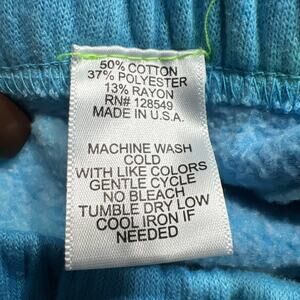 50% COTTON
37% POLYESTER
13% RAYON
RN# 128549
MADE IN U.S.A.
MACHINE WASH
COLD
WITH LIKE COLORS
GENTLE CYCLE
NO BLEACH
TUMBLE DRY LOW
COOL IRON IF
NEEDED